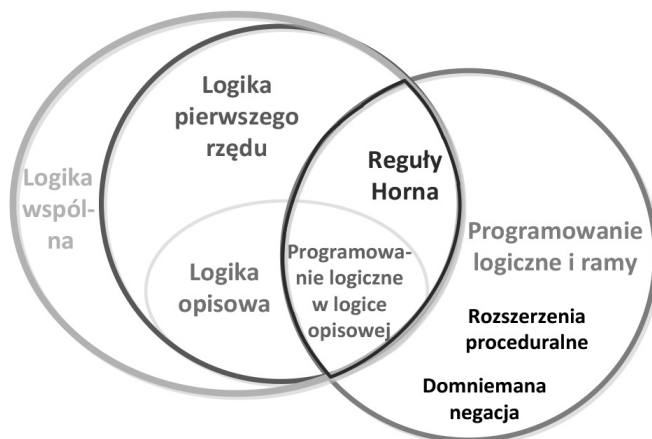 Logika
pierwszego
rzędu
Logika
wspól-
na
Reguły
Horna
Logika
opisowa
Programowa-
nie logiczne
w logice
opisowej
Programowanie
logiczne i ramy
Rozszerzenia
proceduralne
Domniemana
negacja